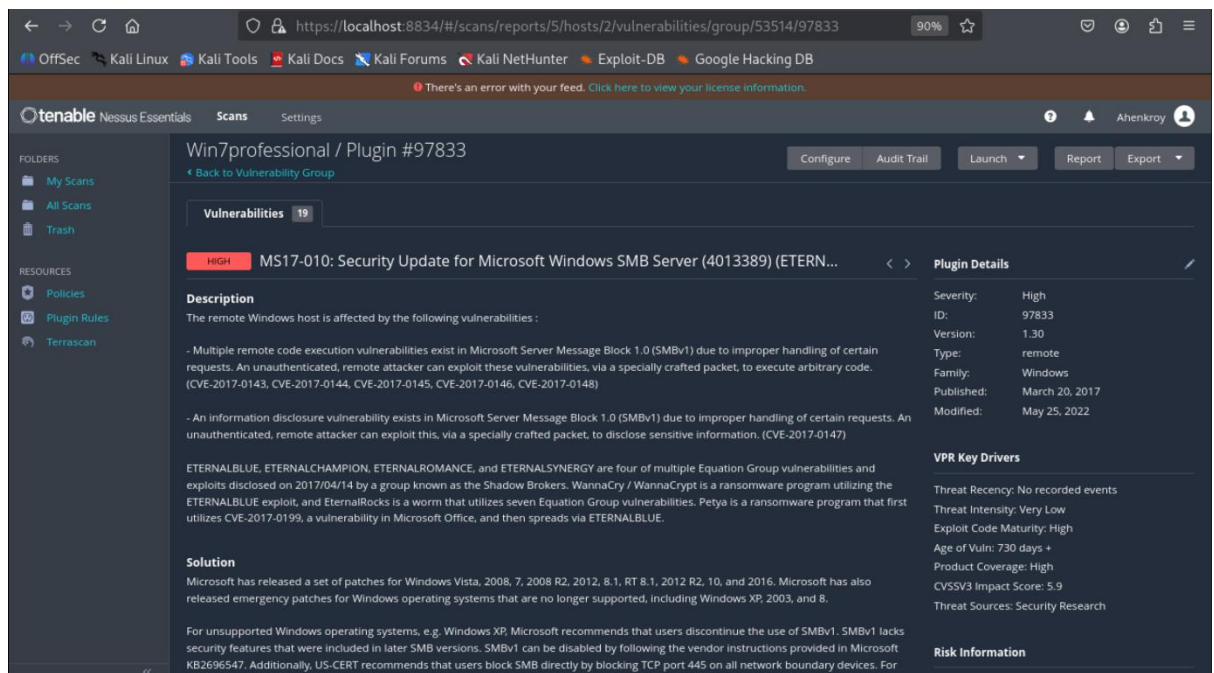 https://localhost:8834/#/scans/reports/5/hosts/2/vulnerabilities/group/53514/97833 90%
OffSec Kali Linux Kali Tools Kali Docs Kali Forums Kali NetHunter Exploit-DB Google Hacking DB
There's an error with your feed. Click here to view your license information.
tenable Nessus Essentials Scans Settings Ahenkroy
FOLDERS
My Scans
All Scans
Trash
RESOURCES
Policies
Plugin Rules
Terrascan
Win7professional / Plugin #97833
Back to Vulnerability Group
Configure Audit Trail Launch Report Export
Vulnerabilities 19
HIGH MS17-010: Security Update for Microsoft Windows SMB Server (4013389) (ETERN...
Description
The remote Windows host is affected by the following vulnerabilities :
- Multiple remote code execution vulnerabilities exist in Microsoft Server Message Block 1.0 (SMBv1) due to improper handling of certain
requests. An unauthenticated, remote attacker can exploit these vulnerabilities, via a specially crafted packet, to execute arbitrary code.
(CVE-2017-0143, CVE-2017-0144, CVE-2017-0145, CVE-2017-0146, CVE-2017-0148)
- An information disclosure vulnerability exists in Microsoft Server Message Block 1.0 (SMBv1) due to improper handling of certain requests. An
unauthenticated, remote attacker can exploit this, via a specially crafted packet, to disclose sensitive information. (CVE-2017-0147)
ETERNALBLUE, ETERNALCHAMPION, ETERNALROMANCE, and ETERNALSYNERGY are four of multiple Equation Group vulnerabilities and
exploits disclosed on 2017/04/14 by a group known as the Shadow Brokers. WannaCry / WannaCrypt is a ransomware program utilizing the
ETERNALBLUE exploit, and EternalRocks is a worm that utilizes seven Equation Group vulnerabilities. Petya is a ransomware program that first
utilizes CVE-2017-0199, a vulnerability in Microsoft Office, and then spreads via ETERNALBLUE.
Solution
Microsoft has released a set of patches for Windows Vista, 2008, 7, 2008 R2, 2012, 8.1, RT 8.1, 2012 R2, 10, and 2016. Microsoft has also
released emergency patches for Windows operating systems that are no longer supported, including Windows XP, 2003, and 8.
For unsupported Windows operating systems, e.g. Windows XP, Microsoft recommends that users discontinue the use of SMBv1. SMBv1 lacks
security features that were included in later SMB versions. SMBv1 can be disabled by following the vendor instructions provided in Microsoft
KB2696547. Additionally, US-CERT recommends that users block SMB directly by blocking TCP port 445 on all network boundary devices. For
Plugin Details
Severity: High
ID: 97833
Version: 1.30
Type: remote
Family: Windows
Published: March 20, 2017
Modified: May 25, 2022
VPR Key Drivers
Threat Recency: No recorded events
Threat Intensity: Very Low
Exploit Code Maturity: High
Age of Vuln: 730 days +
Product Coverage: High
CVSSV3 Impact Score: 5.9
Threat Sources: Security Research
Risk Information